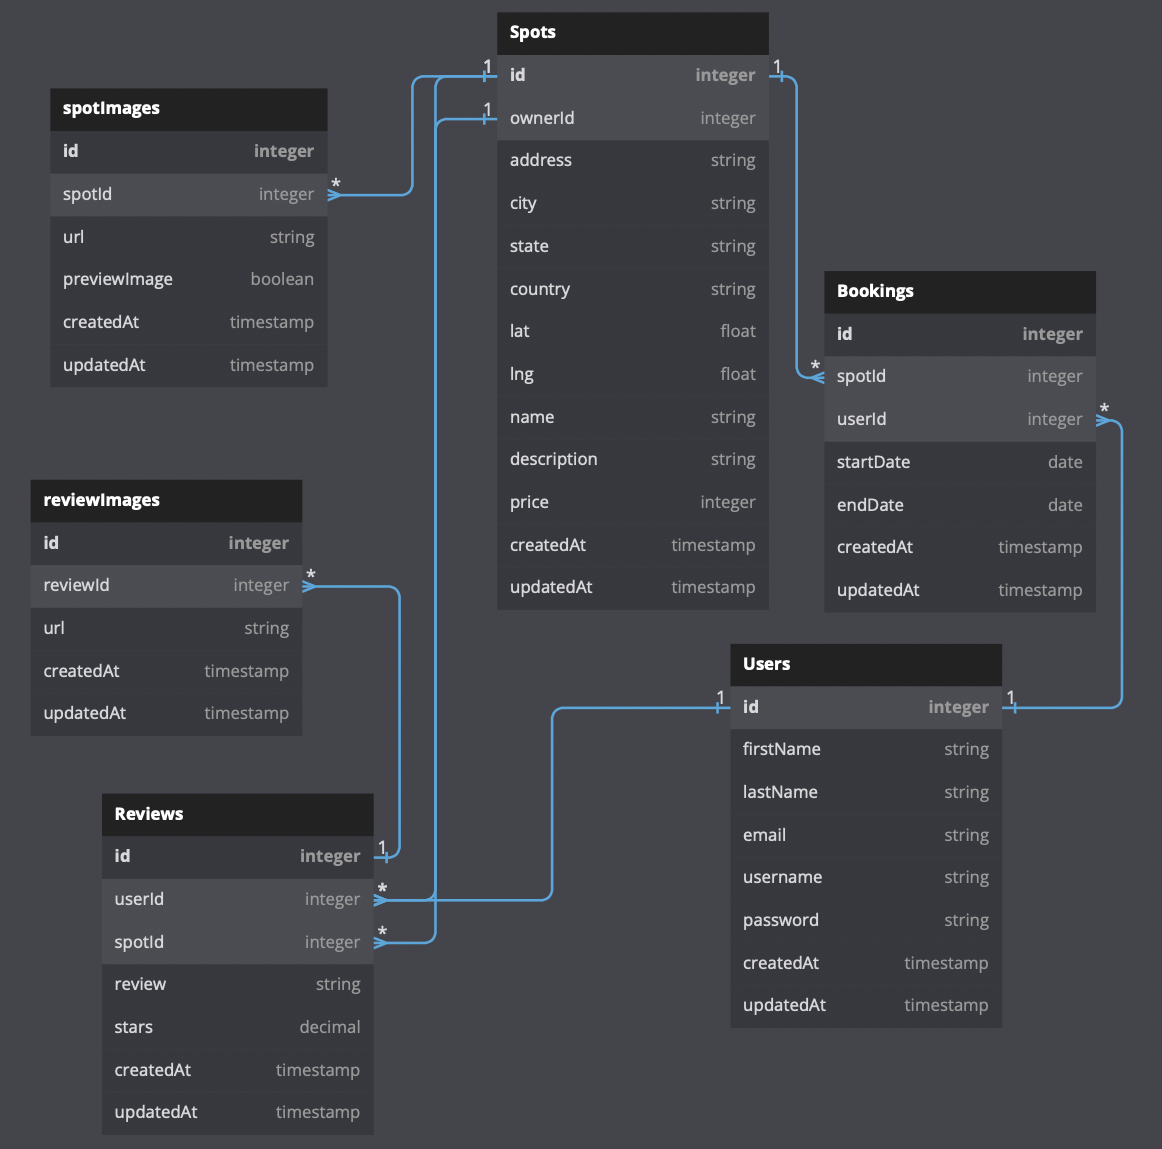 Spots
1 id integer 1
1 ownerId integer
address string
city string
state string
country string
lat float
lng float
name string
description string
price integer
createdAt timestamp
updatedAt timestamp
spotImages
id integer
spotId integer *
url string
previewImage boolean
createdAt timestamp
updatedAt timestamp
Bookings
id integer
* spotId integer
userId integer *
startDate date
endDate date
createdAt timestamp
updatedAt timestamp
reviewImages
id integer
reviewId integer *
url string
createdAt timestamp
updatedAt timestamp
Users
1 id integer 1
firstName string
lastName string
email string
username string
password string
createdAt timestamp
updatedAt timestamp
Reviews
id integer 1
userId integer *
spotId integer *
review string
stars decimal
createdAt timestamp
updatedAt timestamp